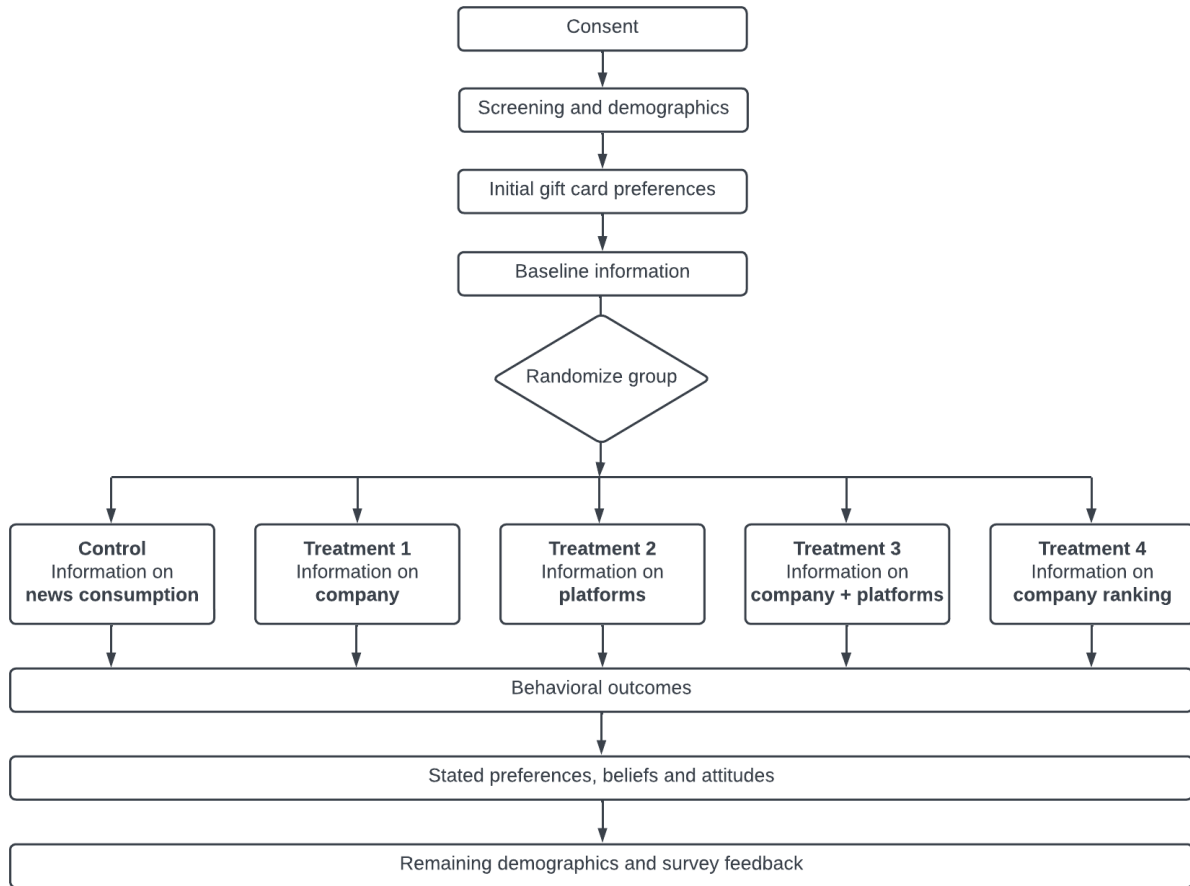 Consent
Screening and demographics
Initial gift card preferences
Baseline information
Randomize group
Control
Information on
news consumption
Treatment 1
Information on
company
Treatment 2
Information on
platforms
Treatment 3
Information on
company + platforms
Treatment 4
Information on
company ranking
Behavioral outcomes
Stated preferences, beliefs and attitudes
Remaining demographics and survey feedback